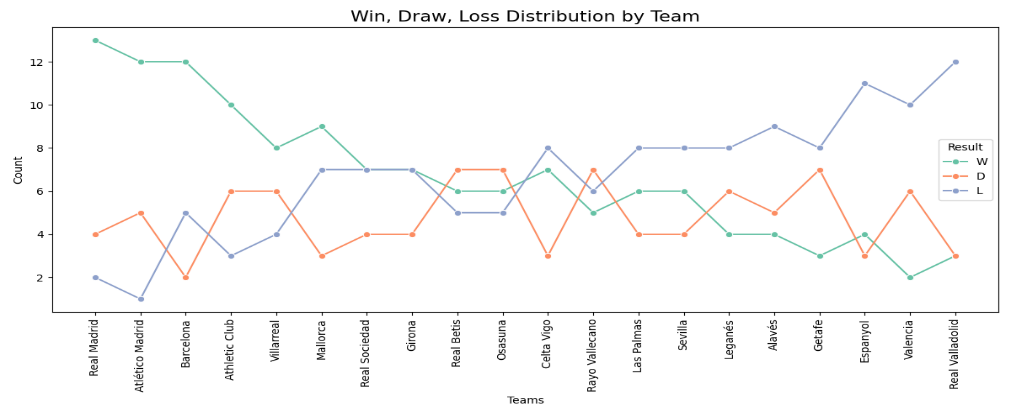 Win, Draw, Loss Distribution by Team
Count
12
10
8
6
4
2
Result
W
D
L
Real Madrid
Atlético Madrid
Barcelona
Athletic Club
Villarreal
Mallorca
Real Sociedad
Girona
Real Betis
Osasuna
Celta Vigo
Rayo Vallecano
Las Palmas
Sevilla
Leganés
Alavés
Getafe
Espanyol
Valencia
Real Valladolid
Teams